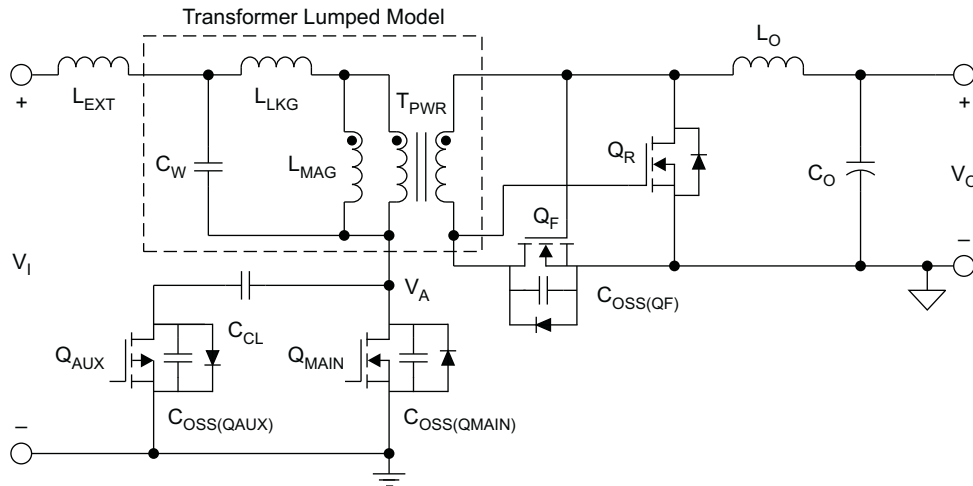 Transformer Lumped Model
L_O
+
L_EXT
L_LKG
T_PWR
+
C_W
L_MAG
Q_R
C_O
V_O
Q_F
V_I
–
C_CL
V_A
C_OSS(QF)
Q_AUX
Q_MAIN
C_OSS(QAUX)
C_OSS(QMAIN)
–